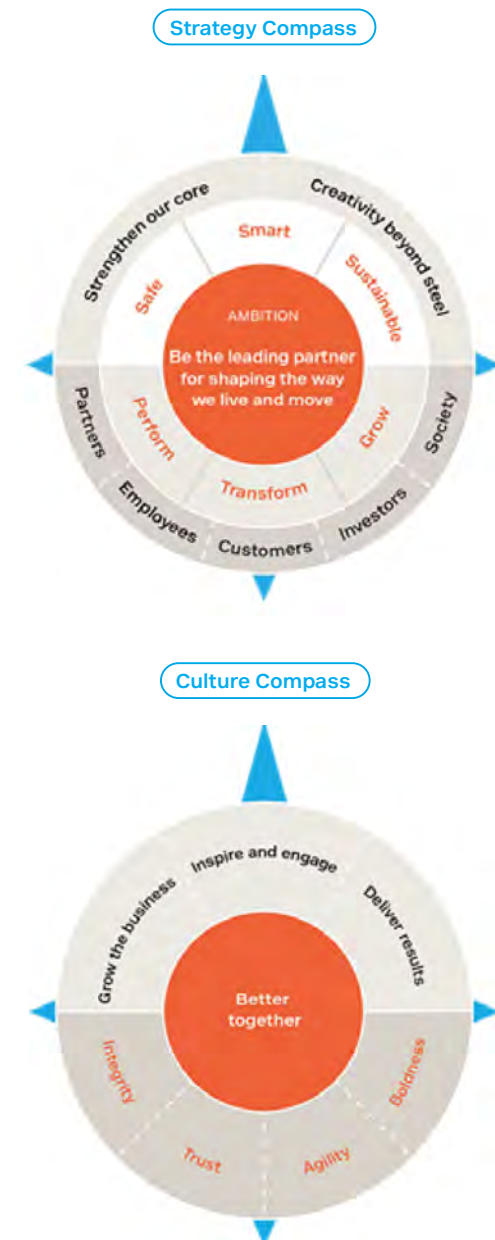 Strategy Compass
Strengthen our core
Creativity beyond steel
Safe
Smart
Sustainable
AMBITION
Be the leading partner
for shaping the way
we live and move
Perform
Transform
Grow
Partners
Employees
Customers
Investors
Society
Culture Compass
Grow the business
Inspire and engage
Deliver results
Better
together
Integrity
Trust
Agility
Boldness